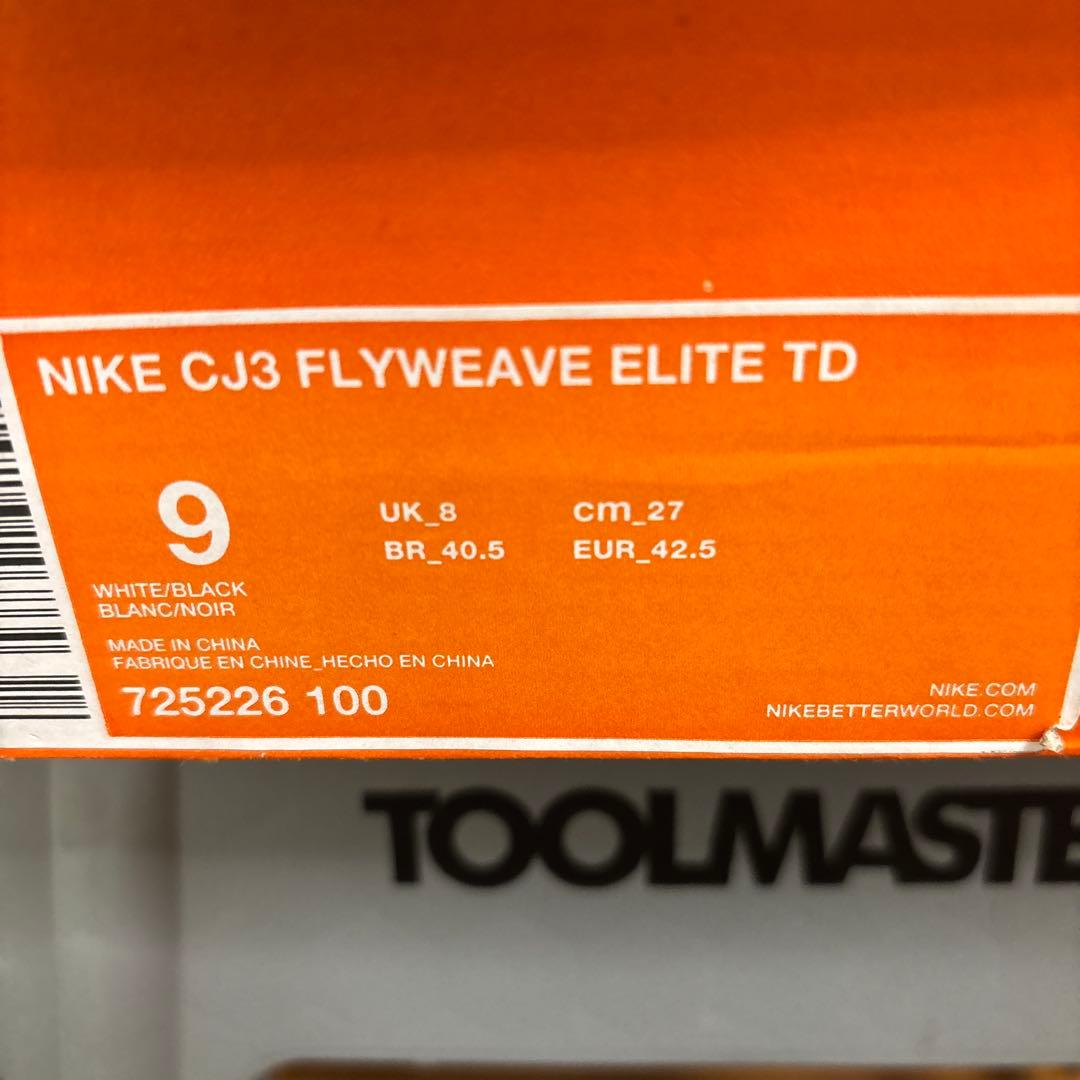 NIKE CJ3 FLYWEAVE ELITE TD
9
UK_8 cm_27
BR_40.5 EUR_42.5
WHITE/BLACK
BLANC/NOIR
MADE IN CHINA
FABRIQUE EN CHINE_HECHO EN CHINA
725226 100
NIKE.COM
NIKEBETTERWORLD.COM
TOOLMASTE